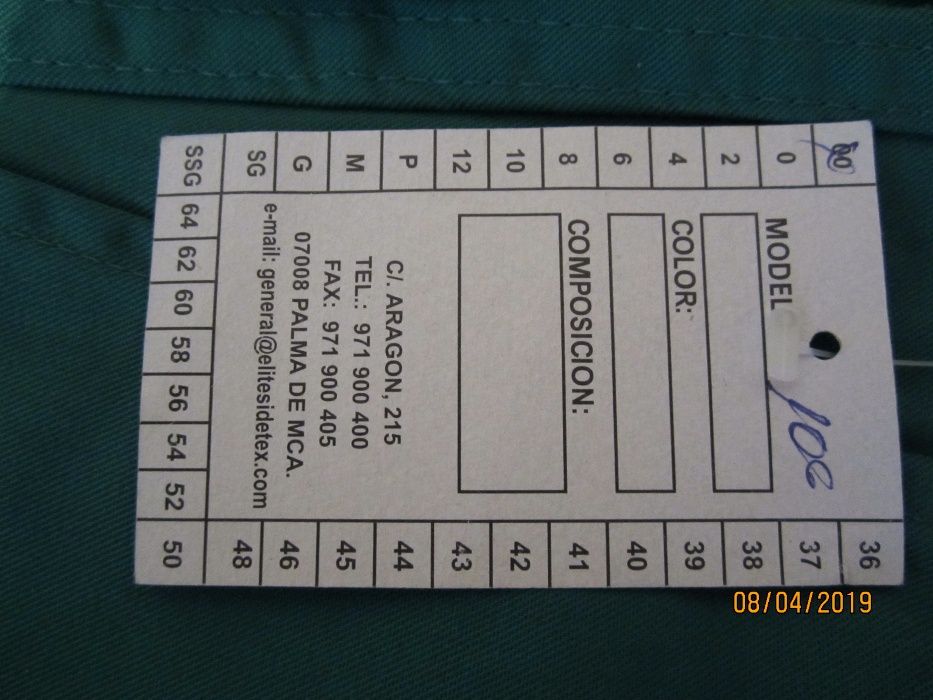 00
0
2
4
6
8
10
12
P
M
G
SG
100
MODEL
COLOR:
COMPOSICION:
C/. ARAGON, 215
TEL.: 971 900 400
FAX: 971 900 405
07008 PALMA DE MCA.
e-mail: general@elitesidetex.com
36
37
38
39
40
41
42
43
44
45
46
48
SSG 64 62 60 58 56 54 52 50
08/04/2019